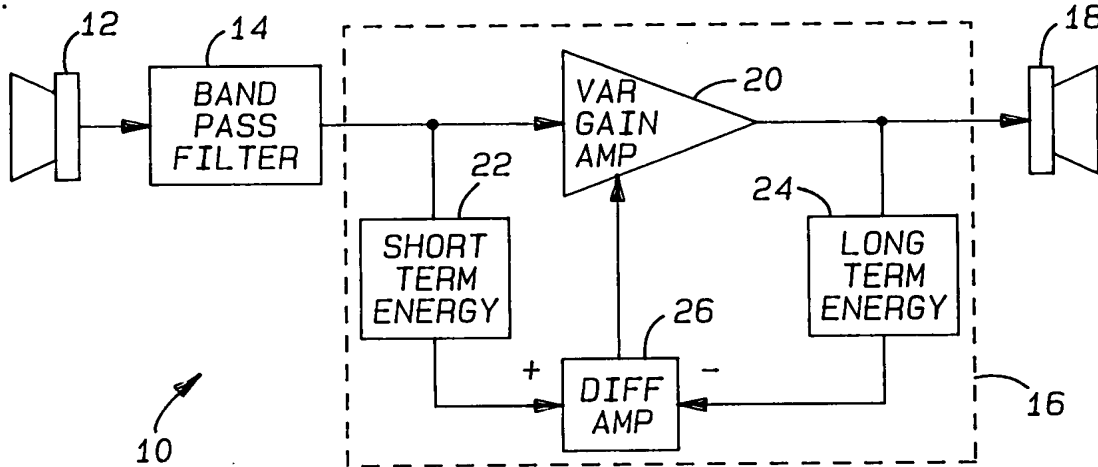 12
14
18
BAND
PASS
FILTER
VAR
GAIN
AMP
20
22
24
SHORT
TERM
ENERGY
LONG
TERM
ENERGY
26
+
-
DIFF
AMP
16
10